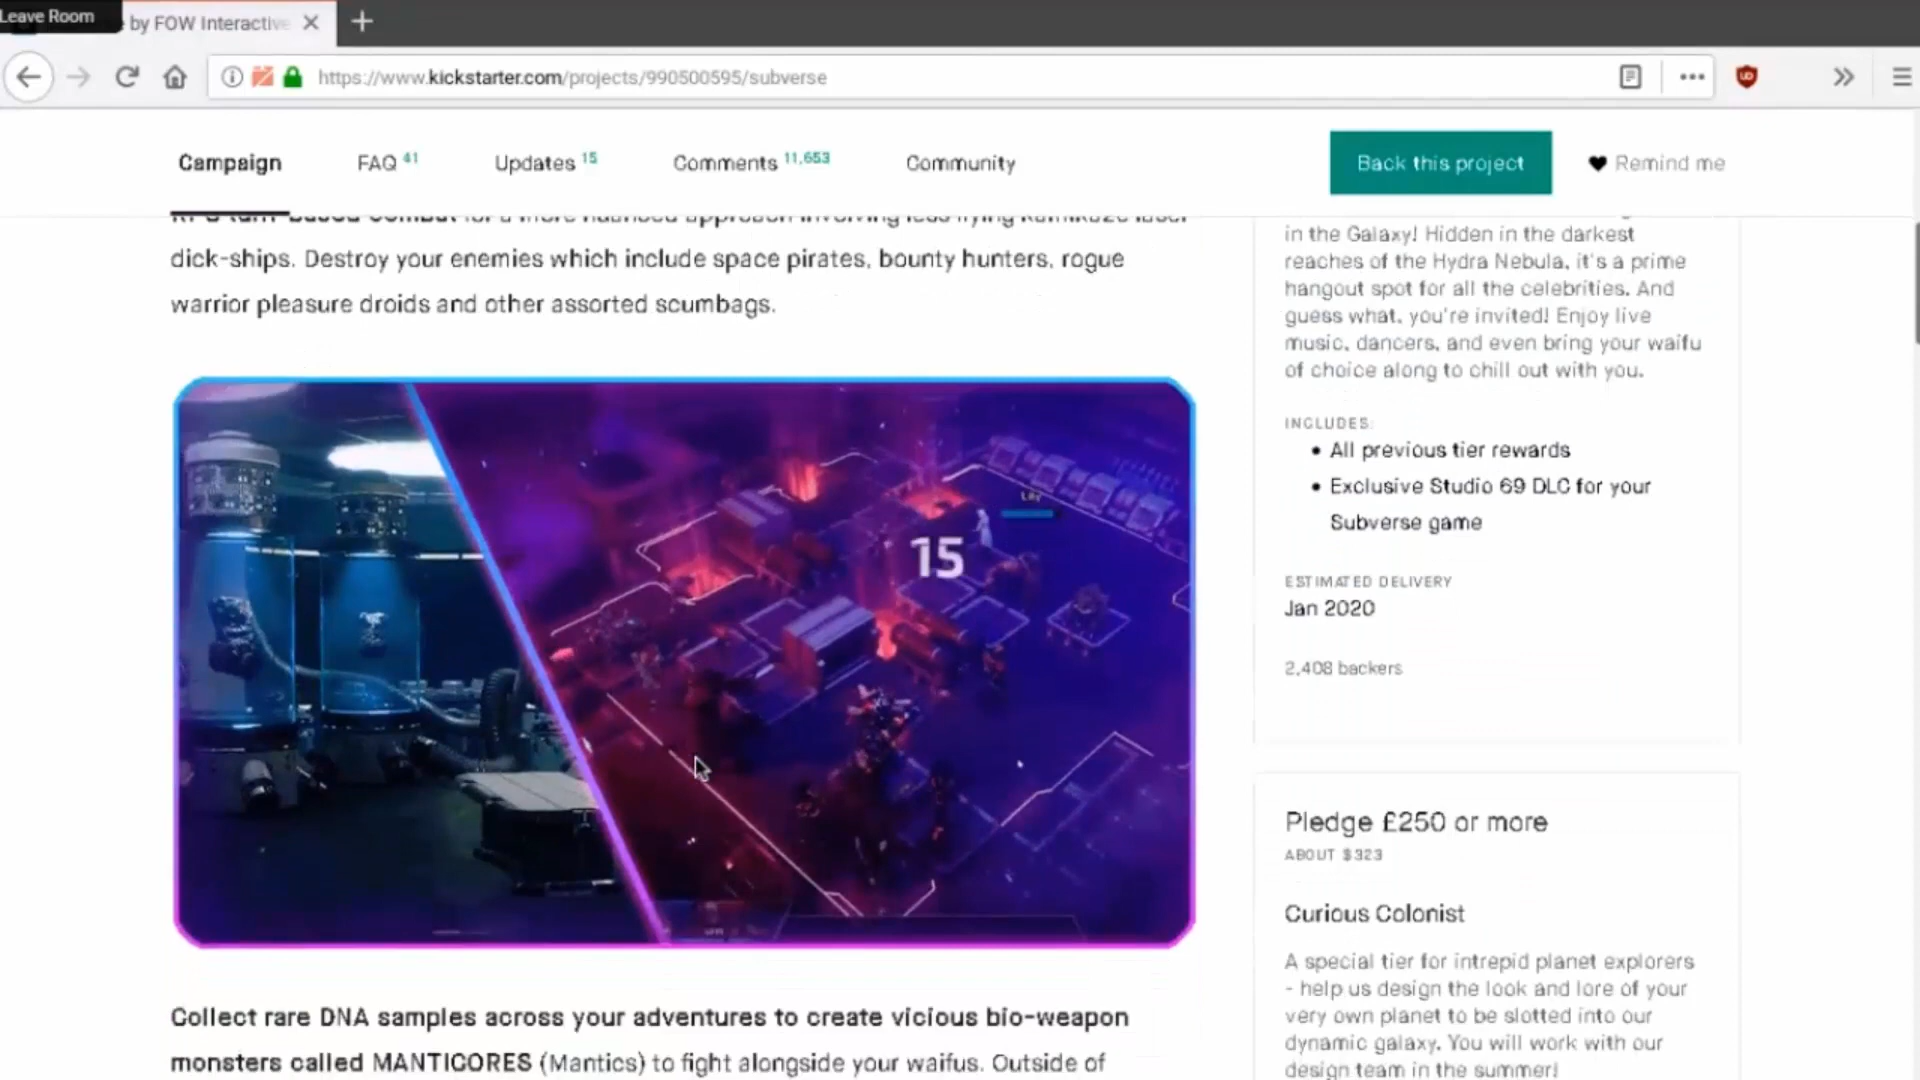 Leave Room
by FOW Interactive
https://www.kickstarter.com/projects/990500595/subverse
Campaign
FAQ 41
Updates 15
Comments 11,653
Community
Back this project
Remind me
dick-ships. Destroy your enemies which include space pirates, bounty hunters, rogue
warrior pleasure droids and other assorted scumbags.
Lily
15
Collect rare DNA samples across your adventures to create vicious bio-weapon
monsters called MANTICORES (Mantics) to fight alongside your waifus. Outside of
in the Galaxy! Hidden in the darkest
reaches of the Hydra Nebula, it's a prime
hangout spot for all the celebrities. And
guess what, you're invited! Enjoy live
music, dancers, and even bring your waifu
of choice along to chill out with you.
INCLUDES:
• All previous tier rewards
• Exclusive Studio 69 DLC for your
Subverse game
ESTIMATED DELIVERY
Jan 2020
2,408 backers
Pledge £250 or more
ABOUT $323
Curious Colonist
A special tier for intrepid planet explorers
- help us design the look and lore of your
very own planet to be slotted into our
dynamic galaxy. You will work with our
design team in the summer!